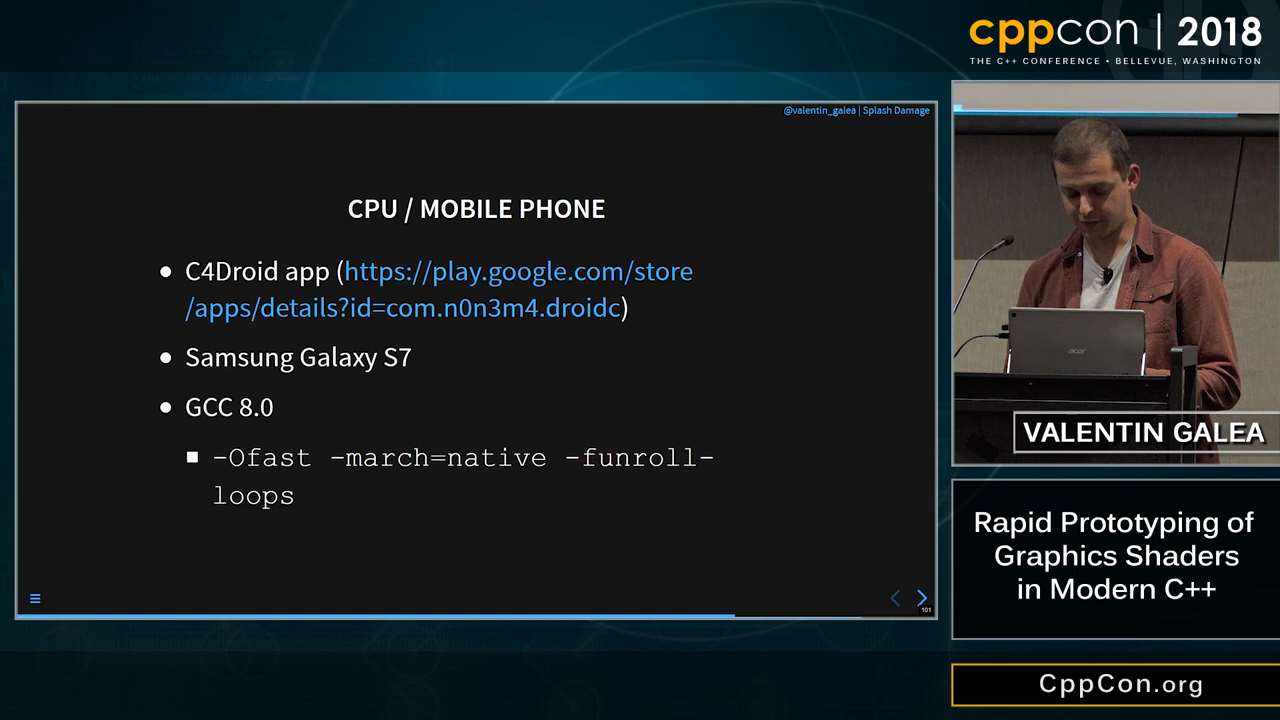 cppcon | 2018
THE C++ CONFERENCE • BELLEVUE, WASHINGTON
@valentin_galea | Splash Damage
CPU / MOBILE PHONE
C4Droid app (https://play.google.com/store
/apps/details?id=com.n0n3m4.droidc)
Samsung Galaxy S7
GCC 8.0
-Ofast -march=native -funroll-
loops
101
acer
VALENTIN GALEA
Rapid Prototyping of
Graphics Shaders
in Modern C++
CppCon.org